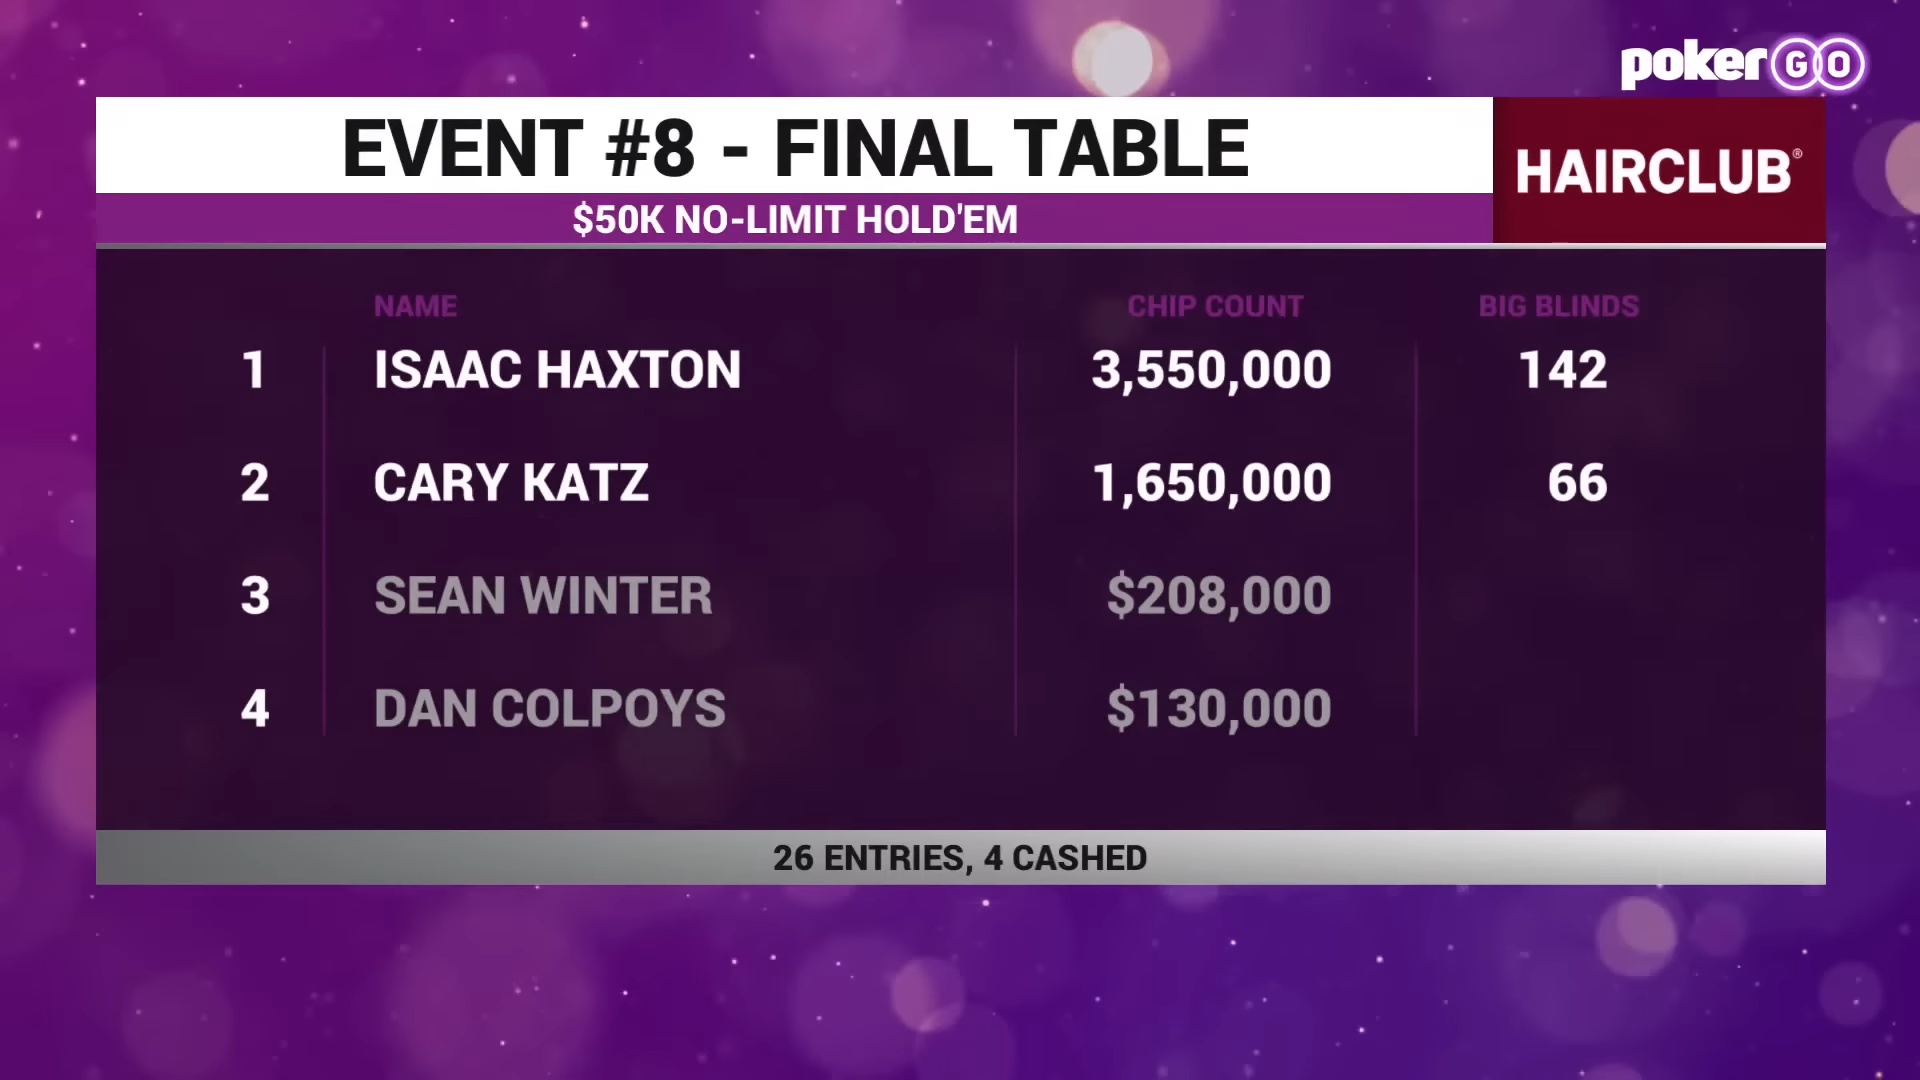 pokerGO
EVENT #8 - FINAL TABLE
HAIRCLUB®
$50K NO-LIMIT HOLD'EM
NAME CHIP COUNT BIG BLINDS
1 ISAAC HAXTON 3,550,000 142
2 CARY KATZ 1,650,000 66
3 SEAN WINTER $208,000
4 DAN COLPOYS $130,000
26 ENTRIES, 4 CASHED